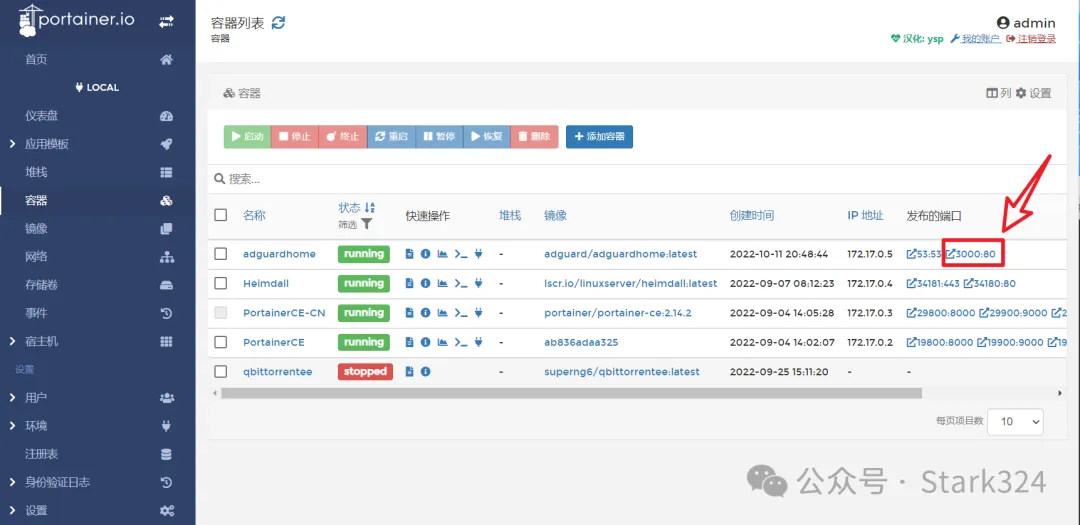 portainer.io
首页
LOCAL
仪表盘
应用模板
堆栈
容器
镜像
网络
存储卷
事件
宿主机
设置
用户
环境
注册表
身份验证日志
设置
容器列表
容器
admin
汉化: ysp 我的账户 注销登录
容器
列 设置
启动 停止 终止 重启 暂停 恢复 删除 添加容器
搜索...
名称 状态 筛选 快速操作 堆栈 镜像 创建时间 IP 地址 发布的端口
adguardhome running - adguard/adguardhome:latest 2022-10-11 20:48:44 172.17.0.5 53:53 3000:80
Heimdall running - lscr.io/linuxserver/heimdall:latest 2022-09-07 08:12:23 172.17.0.4 34181:443 34180:80
PortainerCE-CN running - portainer/portainer-ce:2.14.2 2022-09-04 14:05:28 172.17.0.3 29800:8000 29900:9000 2
PortainerCE running - ab836adaa325 2022-09-04 14:02:07 172.17.0.2 19800:8000 19900:9000 19
qbittorrentee stopped - superng6/qbittorrentee:latest 2022-09-25 15:11:20 - -
每页项目数 10
公众号 · Stark324